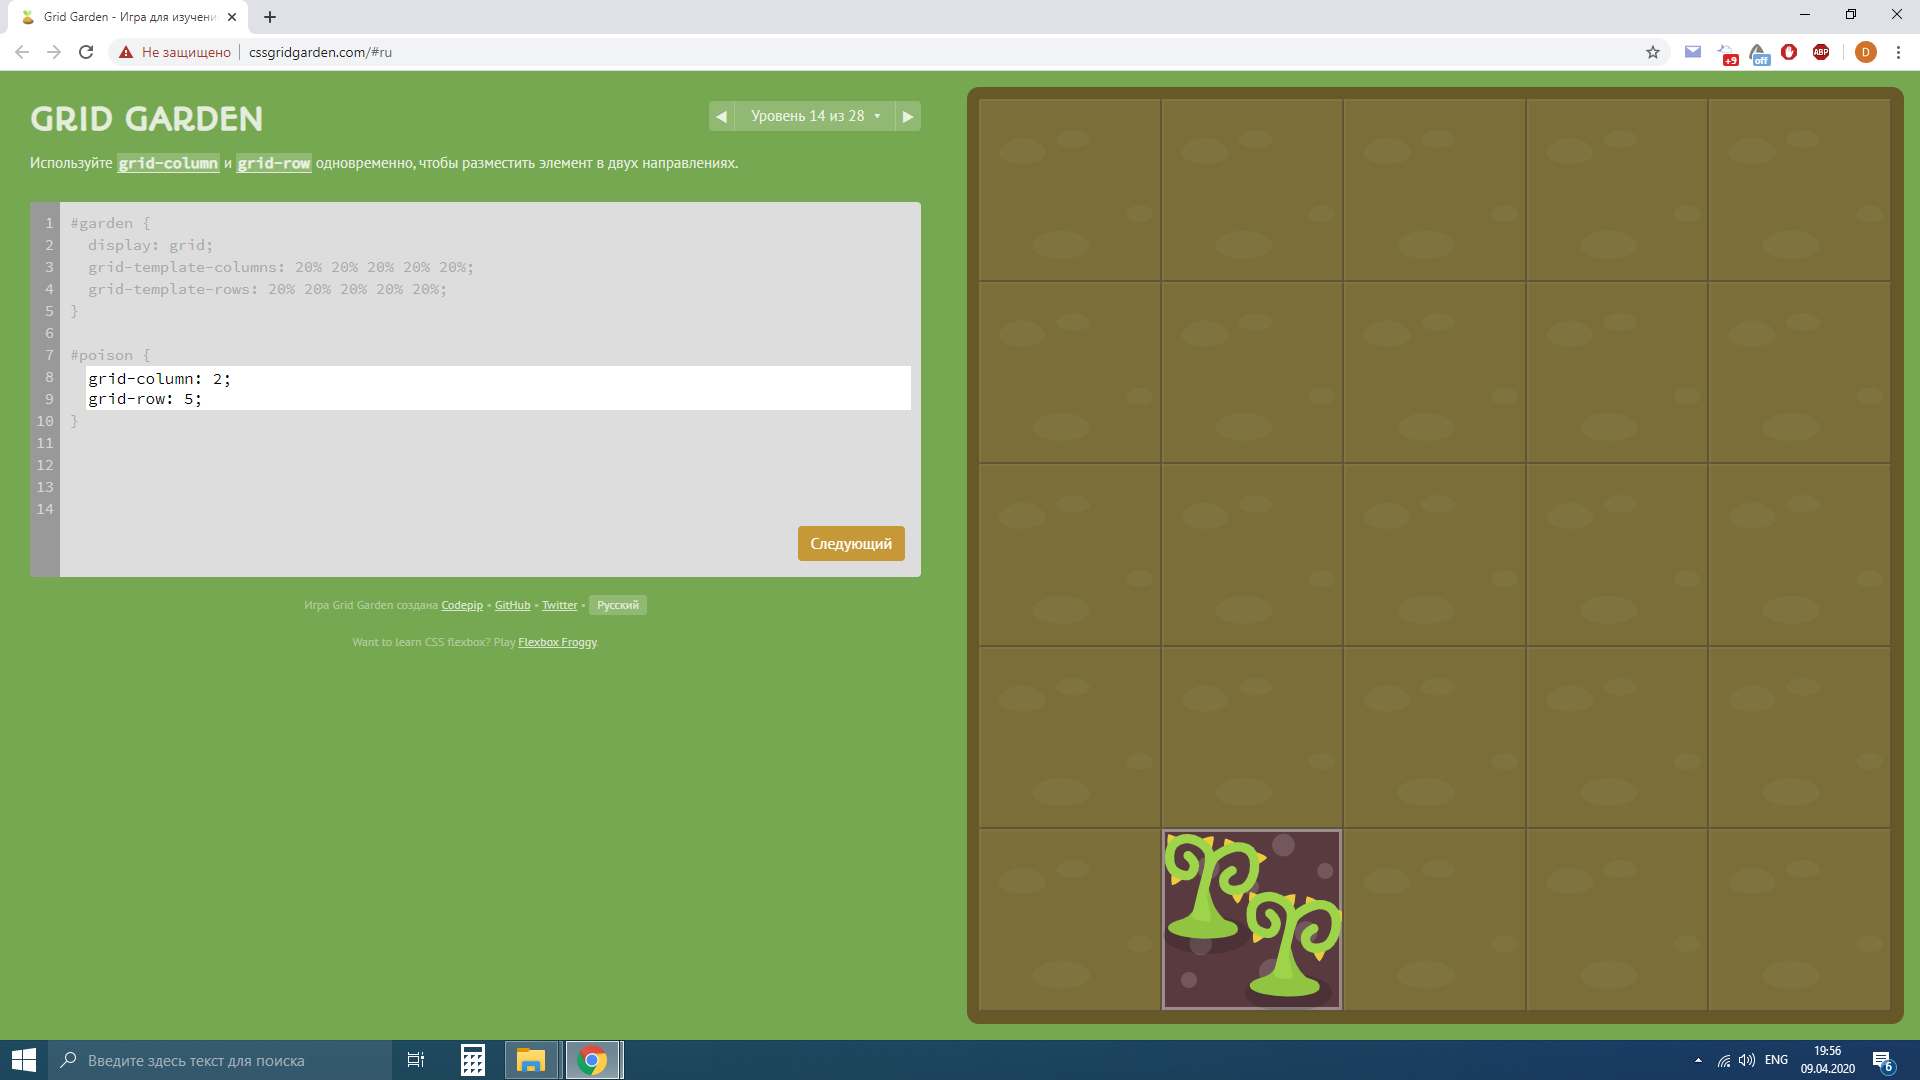 Grid Garden - Игра для изучени
Не защищено
cssgridgarden.com/#ru
+9
off
ABP
D
GRID GARDEN
Уровень 14 из 28
Используйте grid-column и grid-row одновременно, чтобы разместить элемент в двух направлениях.
1 #garden {
2 display: grid;
3 grid-template-columns: 20% 20% 20% 20% 20%;
4 grid-template-rows: 20% 20% 20% 20% 20%;
5 }
6
7 #poison {
8 grid-column: 2;
9 grid-row: 5;
10 }
11
12
13
14
Следующий
Игра Grid Garden создана Codepip • GitHub • Twitter • Русский
Want to learn CSS flexbox? Play Flexbox Froggy.
Введите здесь текст для поиска
ENG
19:56
09.04.2020
6